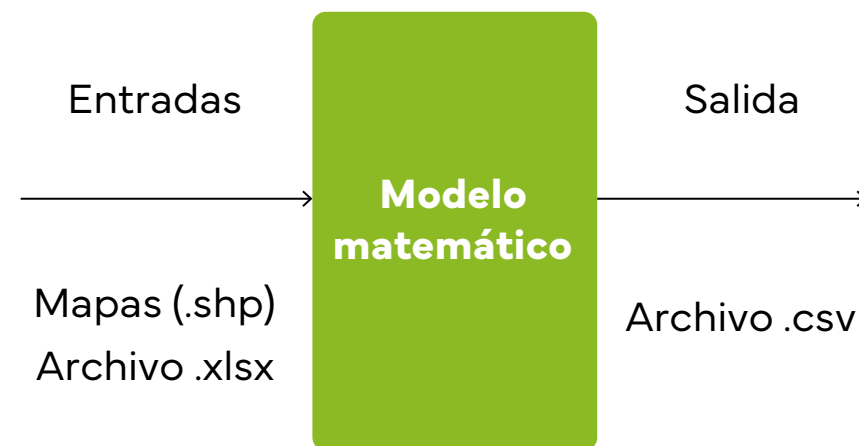 Entradas
Mapas (.shp)
Archivo .xlsx
Modelo
matemático
Salida
Archivo .csv